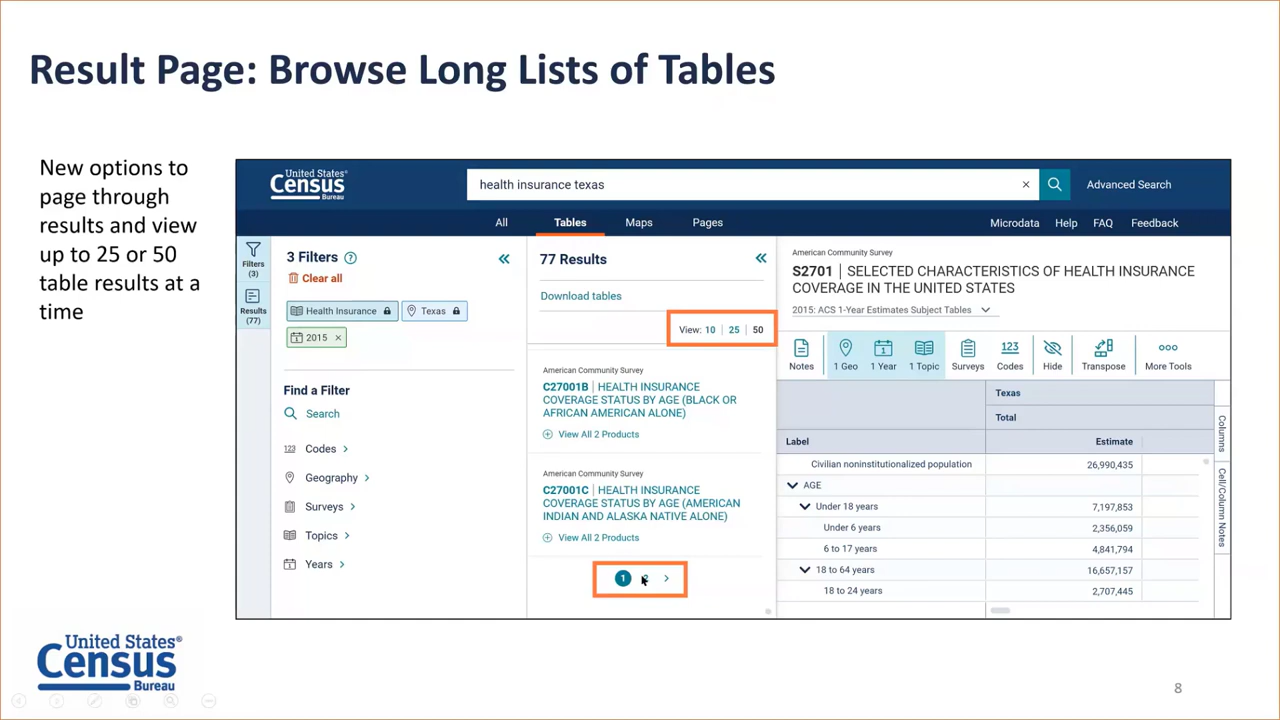 Result Page: Browse Long Lists of Tables
New options to
page through
results and view
up to 25 or 50
table results at a
time
United States®
Census
Bureau
health insurance texas
×
Advanced Search
All
Tables
Maps
Pages
Microdata
Help
FAQ
Feedback
Filters
(3)
Results
(77)
3 Filters ?
Clear all
Health Insurance
Texas
2015 ×
Find a Filter
Search
123 Codes
Geography
Surveys
Topics
Years
77 Results
Download tables
View: 10 | 25 | 50
American Community Survey
C27001B | HEALTH INSURANCE
COVERAGE STATUS BY AGE (BLACK OR
AFRICAN AMERICAN ALONE)
View All 2 Products
American Community Survey
C27001C | HEALTH INSURANCE
COVERAGE STATUS BY AGE (AMERICAN
INDIAN AND ALASKA NATIVE ALONE)
View All 2 Products
1
American Community Survey
S2701 | SELECTED CHARACTERISTICS OF HEALTH INSURANCE
COVERAGE IN THE UNITED STATES
2015: ACS 1-Year Estimates Subject Tables
Notes
1 Geo
1 Year
1 Topic
Surveys
123
Codes
Hide
Transpose
More Tools
Texas
Total
Label Estimate
Civilian noninstitutionalized population 26,990,435
AGE
Under 18 years 7,197,853
Under 6 years 2,356,059
6 to 17 years 4,841,794
18 to 64 years 16,657,157
18 to 24 years 2,707,445
Columns
Cell/Column Notes
United States®
Census
Bureau
8